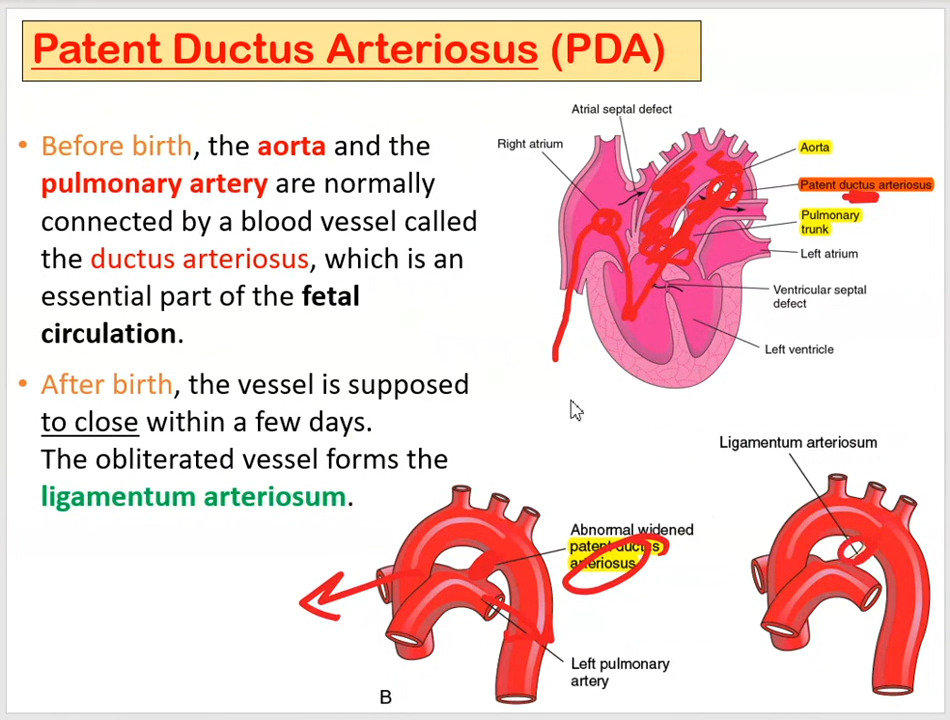 Patent Ductus Arteriosus (PDA)
• Before birth, the aorta and the
pulmonary artery are normally
connected by a blood vessel called
the ductus arteriosus, which is an
essential part of the fetal
circulation.
• After birth, the vessel is supposed
to close within a few days.
The obliterated vessel forms the
ligamentum arteriosum.
Atrial septal defect
Right atrium
Aorta
Patent ductus arteriosus
Pulmonary
trunk
Left atrium
Ventricular septal
defect
Left ventricle
Ligamentum arteriosum
Abnormal widened
patent ductus
arteriosus
Left pulmonary
artery
B